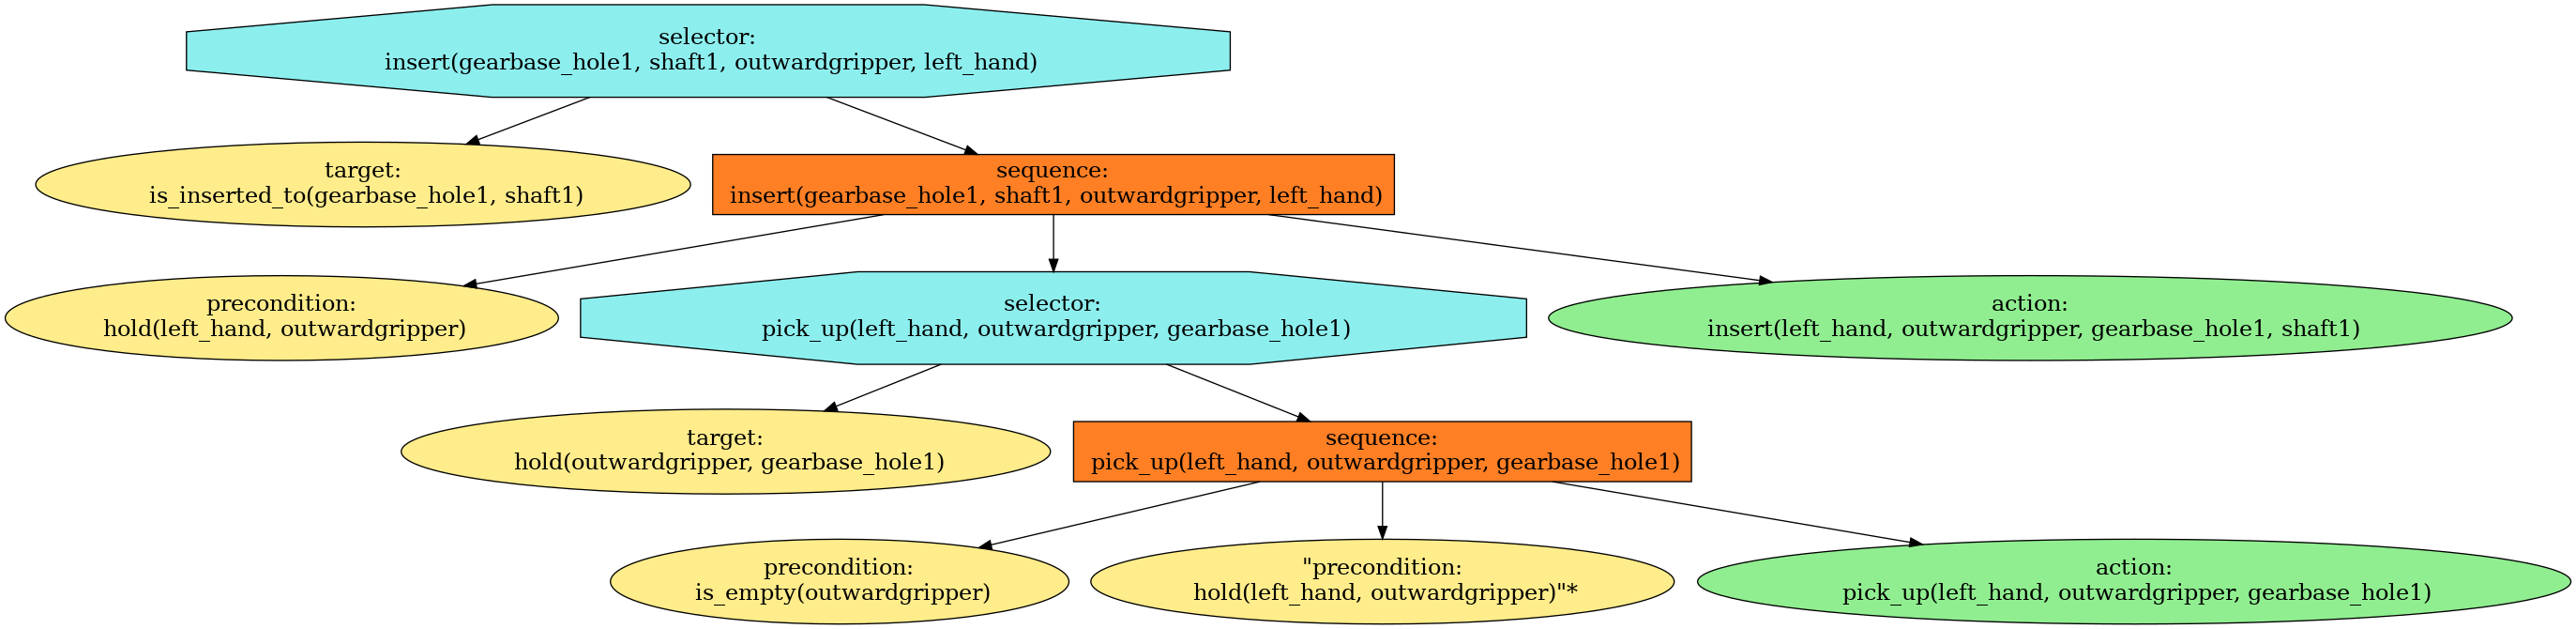 selector:
insert(gearbase_hole1, shaft1, outwardgripper, left_hand)
target:
is_inserted_to(gearbase_hole1, shaft1)
sequence:
insert(gearbase_hole1, shaft1, outwardgripper, left_hand)
precondition:
hold(left_hand, outwardgripper)
selector:
pick_up(left_hand, outwardgripper, gearbase_hole1)
action:
insert(left_hand, outwardgripper, gearbase_hole1, shaft1)
target:
hold(outwardgripper, gearbase_hole1)
sequence:
pick_up(left_hand, outwardgripper, gearbase_hole1)
precondition:
is_empty(outwardgripper)
"precondition:
hold(left_hand, outwardgripper)"*
action:
pick_up(left_hand, outwardgripper, gearbase_hole1)